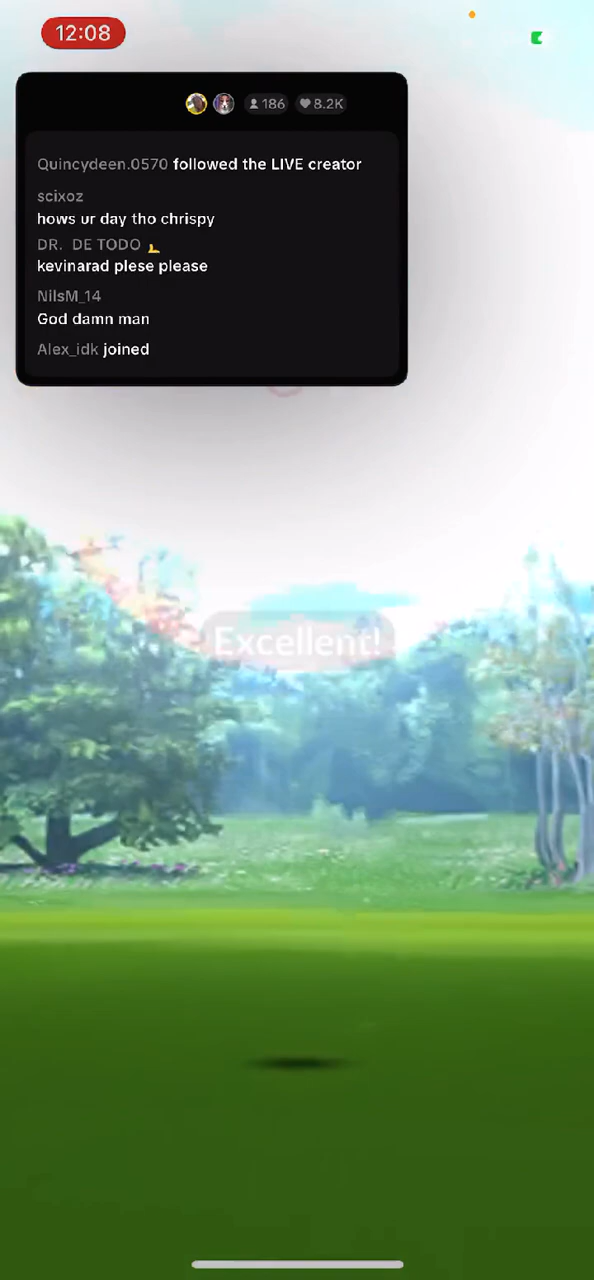 12:08
186 8.2K
Quincydeen.0570 followed the LIVE creator
scixoz
hows ur day tho chrispy
DR. DE TODO
kevinarad plese please
NilsM_14
God damn man
Alex_idk joined
Excellent!